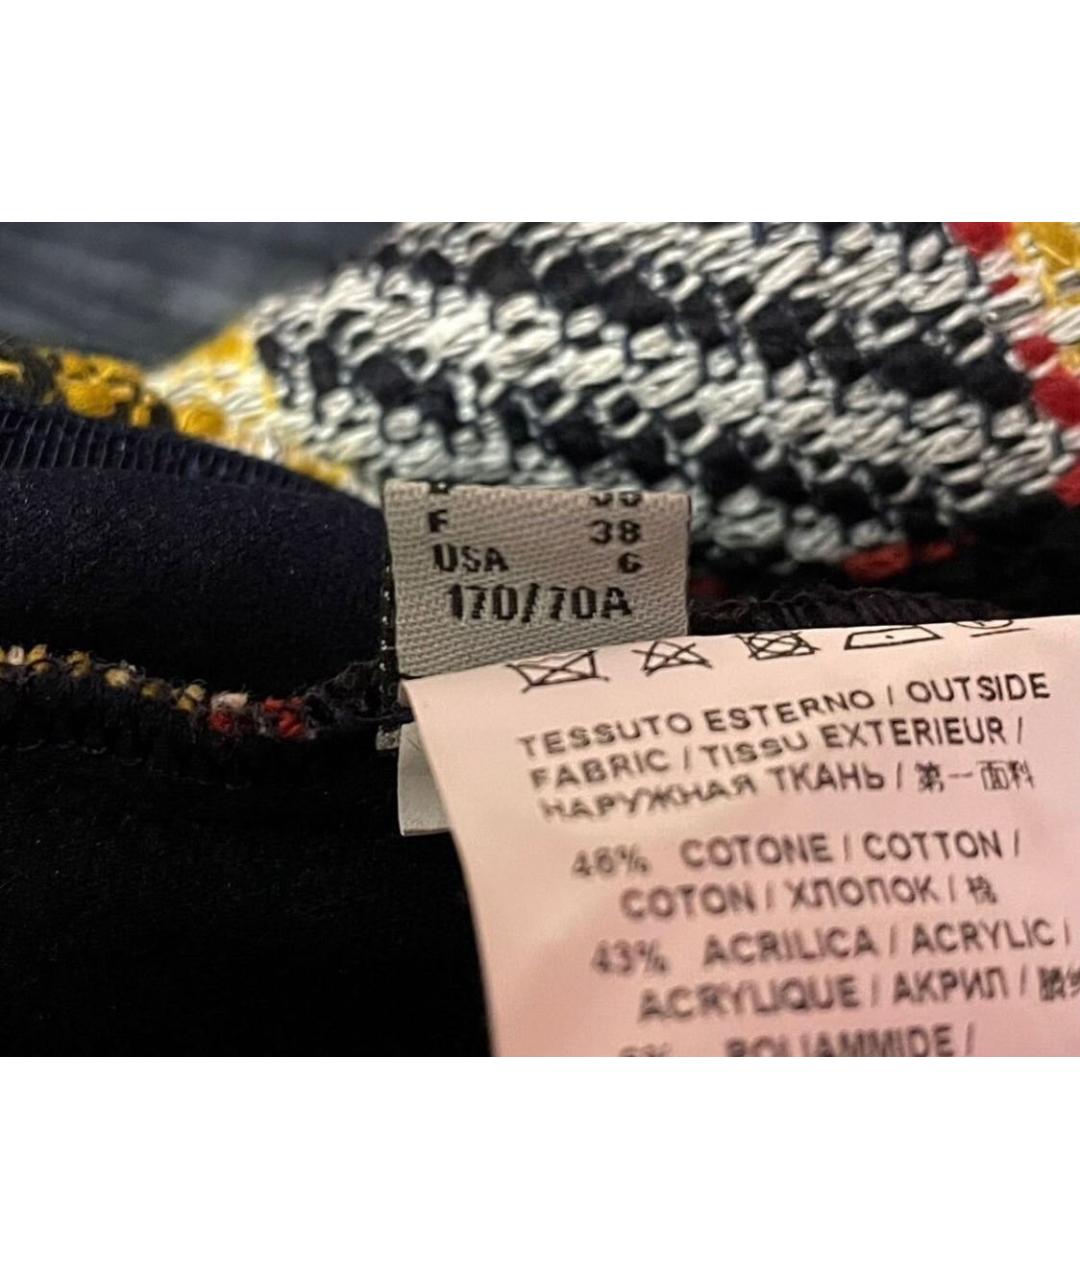 F 38
USA 6
170/70A
TESSUTO ESTERNO / OUTSIDE
FABRIC / TISSU EXTERIEUR /
НАРУЖНАЯ ТКАНЬ / 第一面料
46% COTONE / COTTON /
COTON / ХЛОПОК / 棉
43% ACRILICA / ACRYLIC /
ACRYLIQUE / АКРИЛ /
POLIAMMIDE /